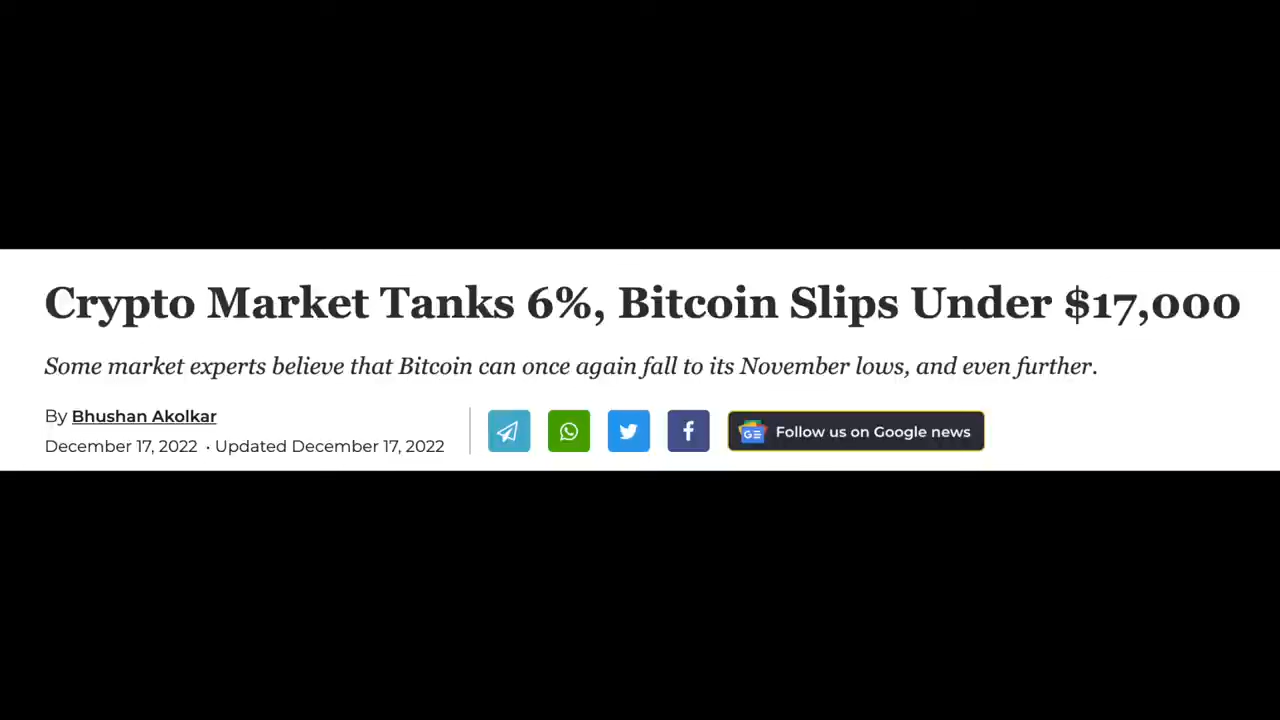 Crypto Market Tanks 6%, Bitcoin Slips Under $17,000
Some market experts believe that Bitcoin can once again fall to its November lows, and even further.
By Bhushan Akolkar
December 17, 2022 • Updated December 17, 2022
f
GE Follow us on Google news